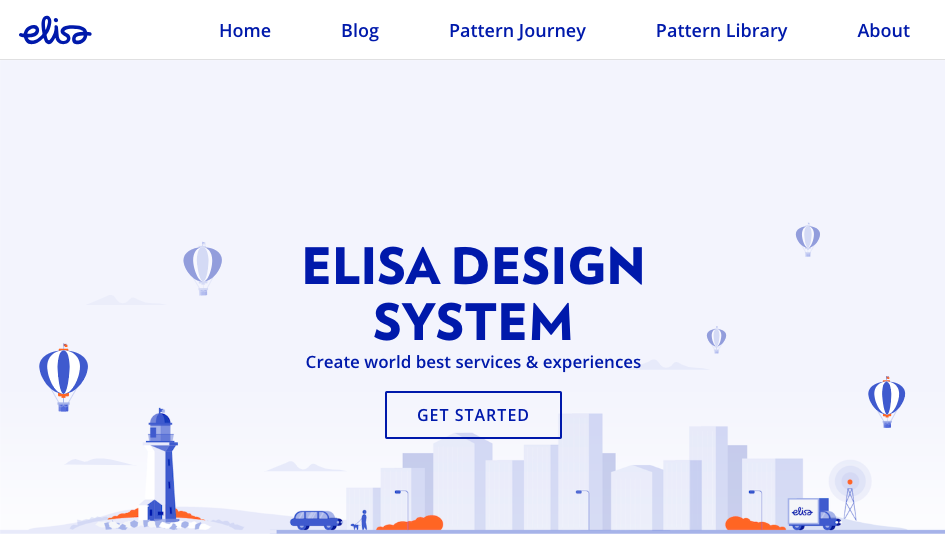 elisa
Home Blog Pattern Journey Pattern Library About
ELISA DESIGN
SYSTEM
Create world best services & experiences
GET STARTED
elisa